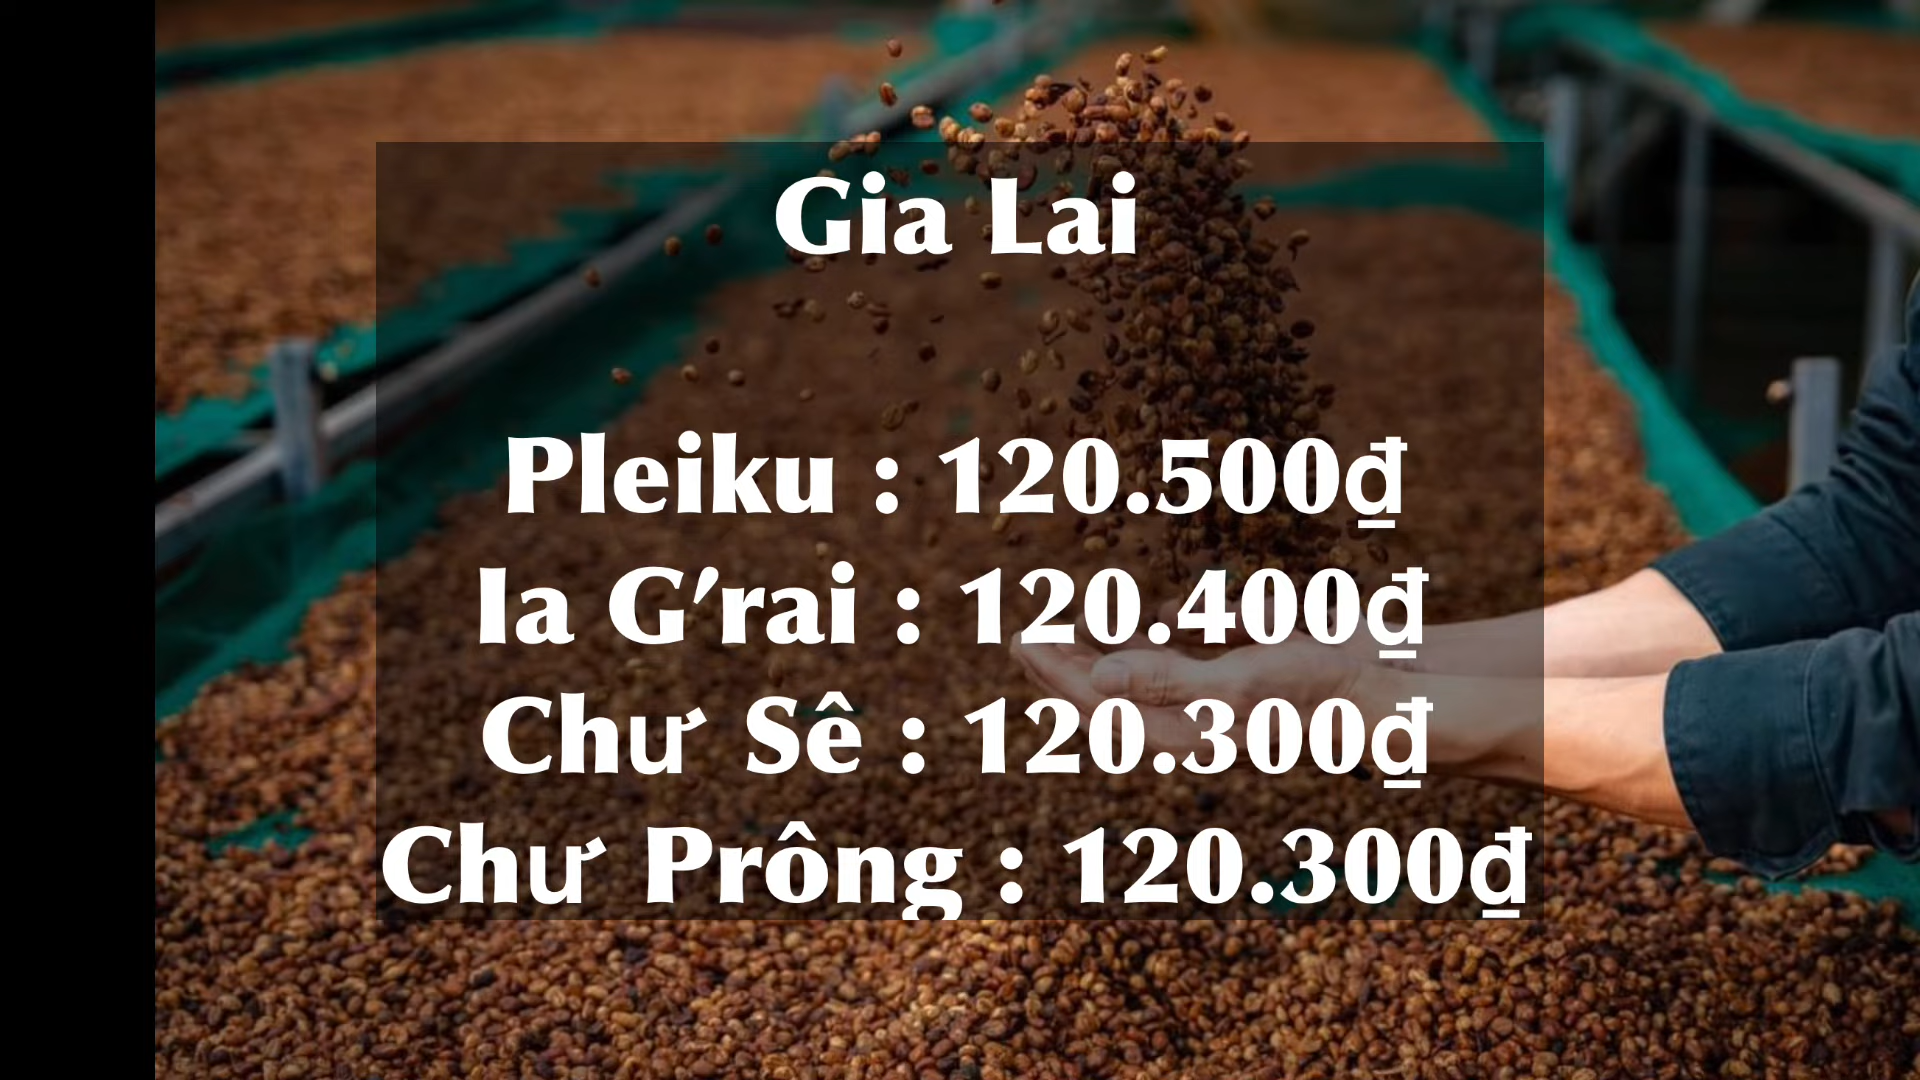 Gia Lai
Pleiku : 120.500₫
Ia G’rai : 120.400₫
Chư Sê : 120.300₫
Chư Prông : 120.300₫